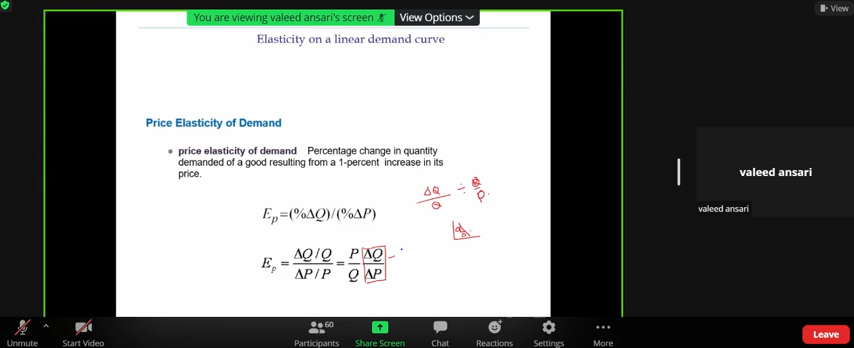 You are viewing valeed ansari's screen
View Options
View
Elasticity on a linear demand curve
Price Elasticity of Demand
• price elasticity of demand Percentage change in quantity
demanded of a good resulting from a 1-percent increase in its
price.
ΔQ/Q ÷
P.
E_p = (%ΔQ)/(%ΔP)
E_p = (ΔQ/Q)/(ΔP/P) = (P/Q)(ΔQ/ΔP) -
valeed ansari
valeed ansari
Unmute
Start Video
60
Participants
Share Screen
Chat
Reactions
Settings
More
Leave